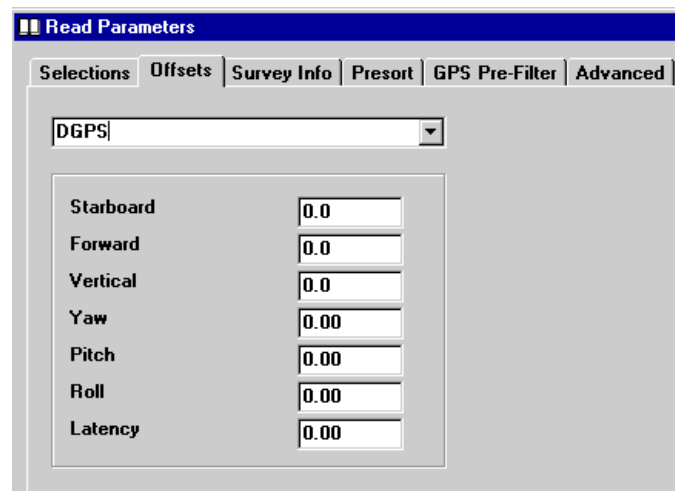 Read Parameters
Selections Offsets Survey Info Presort GPS Pre-Filter Advanced
DGPS
Starboard 0.0
Forward 0.0
Vertical 0.0
Yaw 0.00
Pitch 0.00
Roll 0.00
Latency 0.00